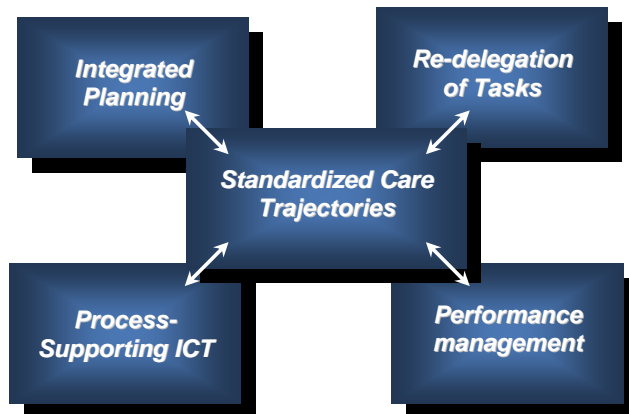 Integrated
Planning
Re-delegation
of Tasks
Standardized Care
Trajectories
Process-
Supporting ICT
Performance
management